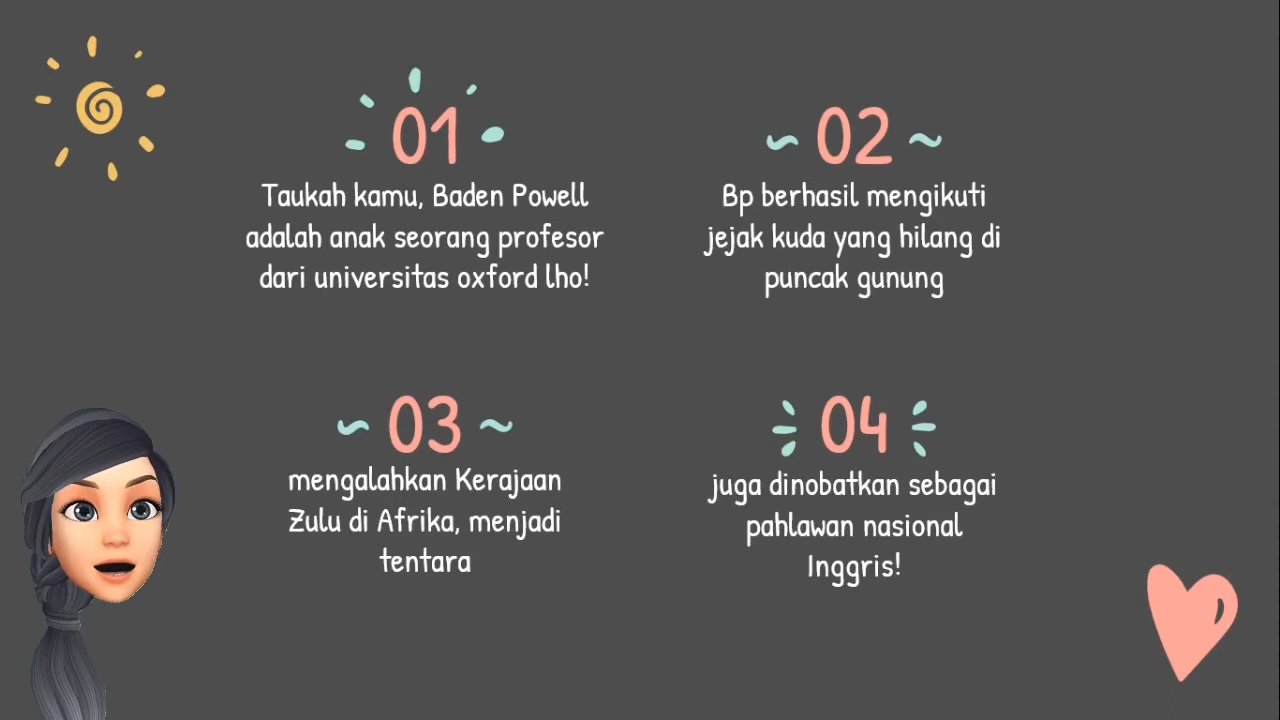 01
Taukah kamu, Baden Powell
adalah anak seorang profesor
dari universitas oxford lho!
02
Bp berhasil mengikuti
jejak kuda yang hilang di
puncak gunung
03
mengalahkan Kerajaan
Zulu di Afrika, menjadi
tentara
04
juga dinobatkan sebagai
pahlawan nasional
Inggris!